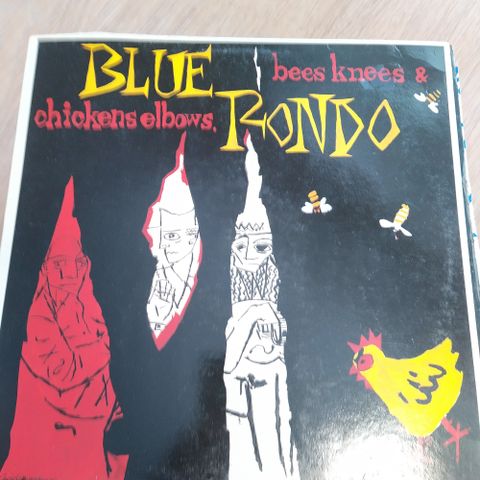 BLUE
bees knees &
chickens elbows.
RONDO